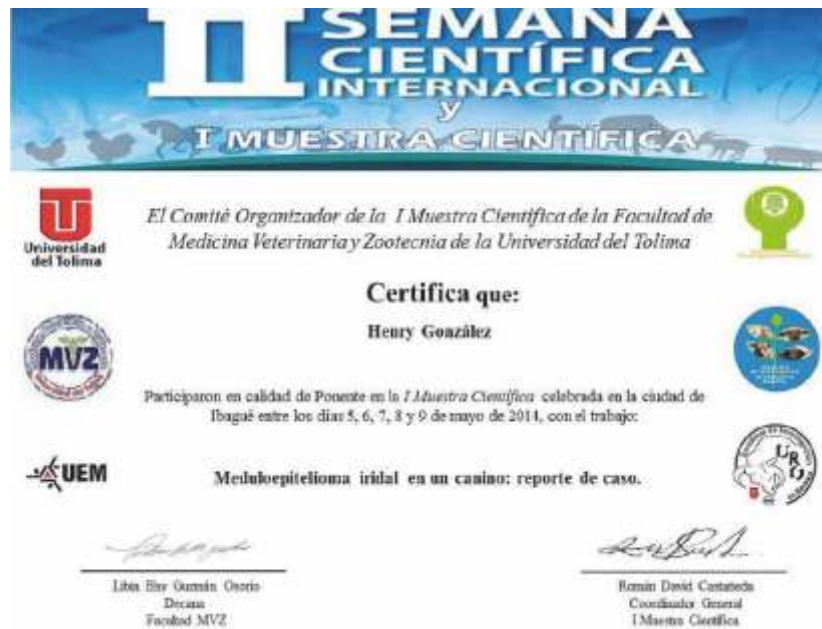 II SEMANA
CIENTÍFICA
INTERNACIONAL
y
I MUESTRA CIENTÍFICA
Universidad
del Tolima
El Comité Organizador de la I Muestra Científica de la Facultad de
Medicina Veterinaria y Zootecnia de la Universidad del Tolima
Certifica que:
Henry González
MVZ
Participaron en calidad de Ponente en la I Muestra Científica celebrada en la ciudad de
Ibagué entre los días 5, 6, 7, 8 y 9 de mayo de 2014, con el trabajo:
UEM
Meduloepitelioma iridal en un canino: reporte de caso.
URO
Libia Elsy Guzmán Osorio
Decana
Facultad MVZ
Román David Castañeda
Coordinador General
I Muestra Científica